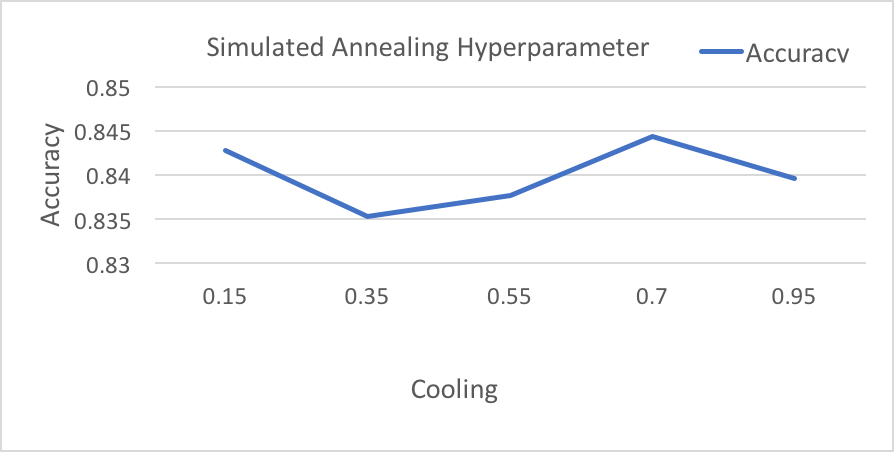 Simulated Annealing Hyperparameter
Accuracy
0.85
0.845
0.84
0.835
0.83
Accuracy
0.15 0.35 0.55 0.7 0.95
Cooling